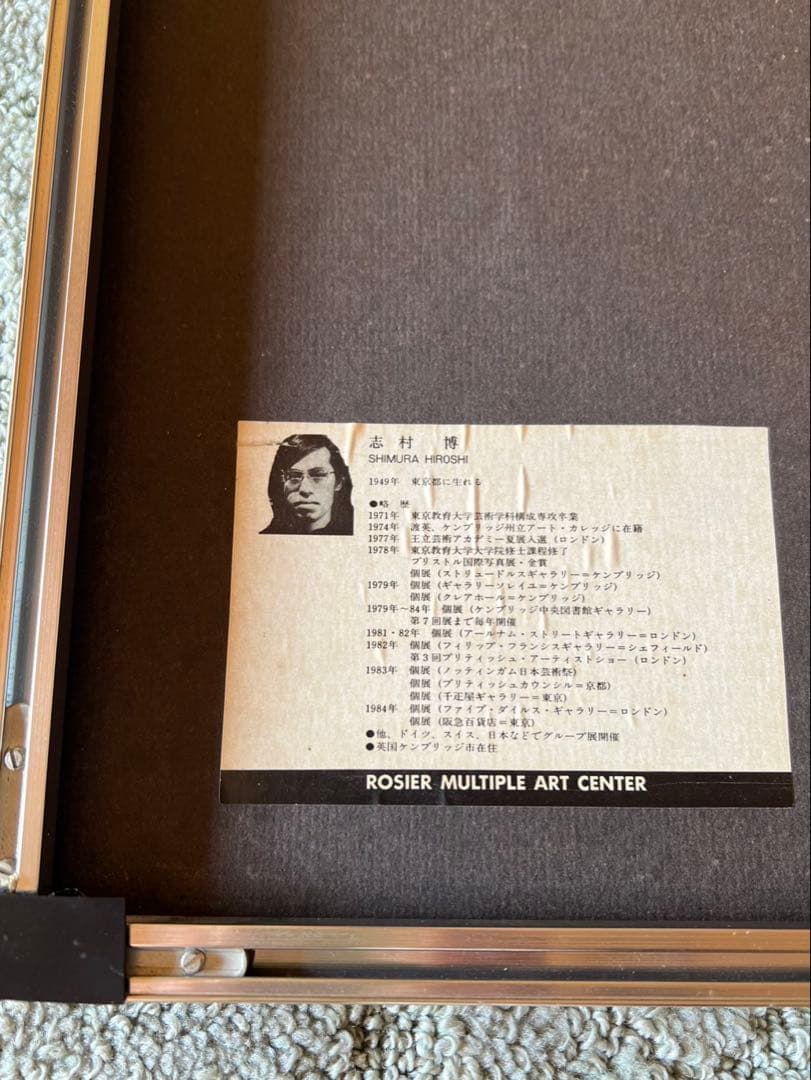 志村 博
SHIMURA HIROSHI
1949年 東京都に生れる
●略 歴
1971年 東京教育大学芸術学科構成専攻卒業
1974年 渡英、ケンブリッジ州立アート・カレッジに在籍
1977年 王立芸術アカデミー夏展入選(ロンドン)
1978年 東京教育大学大学院修士課程修了
ブリストル国際写真展・金賞
個展(ストリュードルスギャラリー=ケンブリッジ)
1979年 個展(ギャラリーソレイユ=ケンブリッジ)
個展(クレアホール=ケンブリッジ)
1979年〜84年 個展(ケンブリッジ中央図書館ギャラリー)
第7回展まで毎年開催
1981・82年 個展(アールナム・ストリートギャラリー=ロンドン)
1982年 個展(フィリップ・フランシスギャラリー=シェフィールド)
第3回ブリティッシュ・アーティストショー(ロンドン)
1983年 個展(ノッティンガム日本芸術祭)
個展(ブリティッシュカウンシル=京都)
個展(千疋屋ギャラリー=東京)
1984年 個展(ファイブ・ダイルス・ギャラリー=ロンドン)
個展(阪急百貨店=東京)
●他、ドイツ、スイス、日本などでグループ展開催
●英国ケンブリッジ市在住
ROSIER MULTIPLE ART CENTER